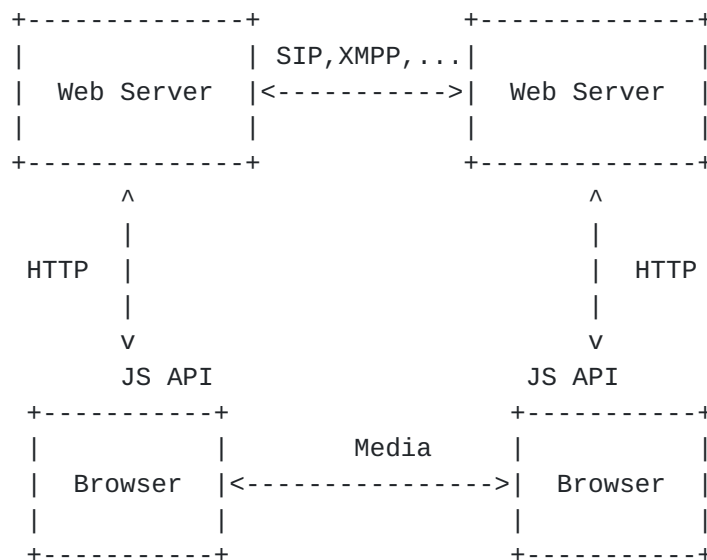 +--------------+ +--------------+
| | SIP,XMPP,...| |
| Web Server |<----------->| Web Server |
| | | |
+--------------+ +--------------+
^ ^
| |
HTTP | | HTTP
| |
v v
JS API JS API
+-----------+ +-----------+
| | Media | |
| Browser |<---------------->| Browser |
| | | |
+-----------+ +-----------+